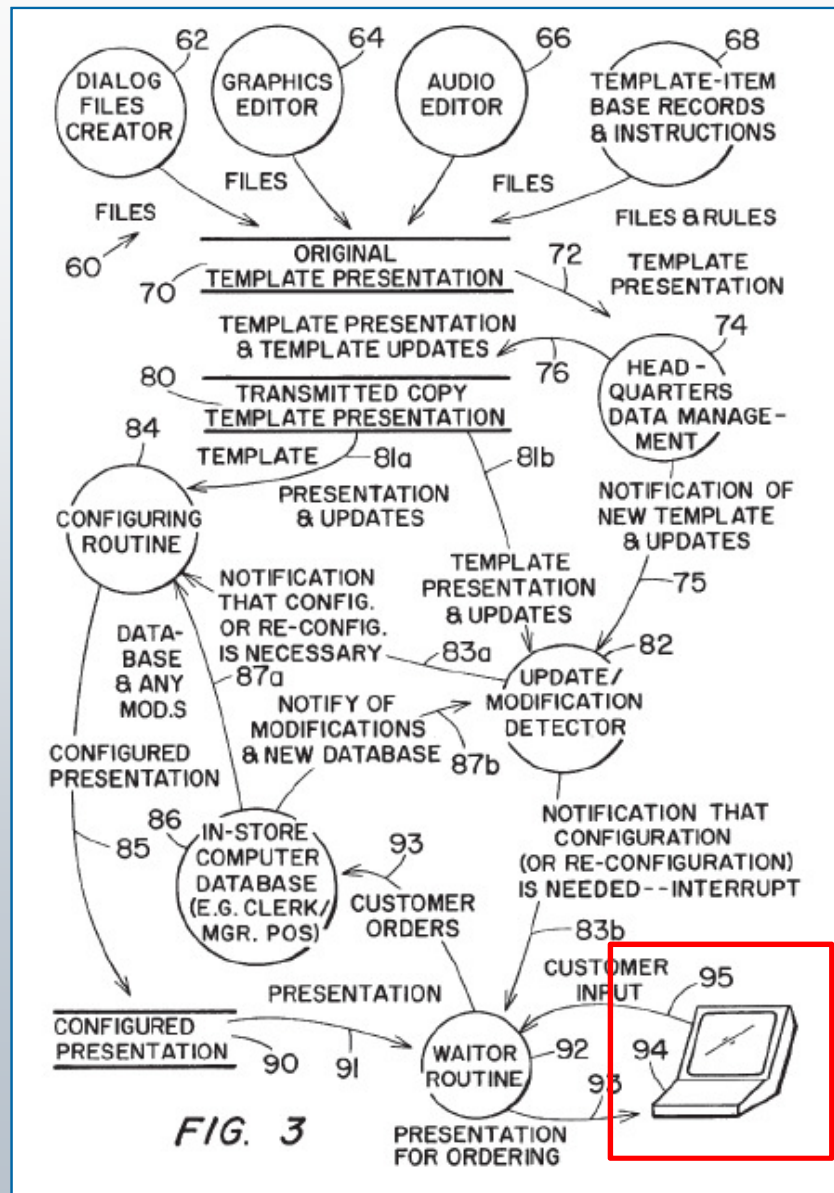 62
64
66
68
DIALOG
FILES
CREATOR
GRAPHICS
EDITOR
AUDIO
EDITOR
TEMPLATE-ITEM
BASE RECORDS
& INSTRUCTIONS
FILES
FILES
FILES
FILES & RULES
60
ORIGINAL
TEMPLATE PRESENTATION
70
72
TEMPLATE
PRESENTATION
TEMPLATE PRESENTATION
& TEMPLATE UPDATES
76
74
HEAD-
QUARTERS
DATA MANAGE-
MENT
80
TRANSMITTED COPY
TEMPLATE PRESENTATION
84
TEMPLATE
81a
PRESENTATION
& UPDATES
81b
CONFIGURING
ROUTINE
NOTIFICATION OF
NEW TEMPLATE
& UPDATES
75
NOTIFICATION
THAT CONFIG.
OR RE-CONFIG.
IS NECESSARY
83a
TEMPLATE
PRESENTATION
& UPDATES
82
UPDATE/
MODIFICATION
DETECTOR
DATA-
BASE
& ANY
MOD.S
87a
NOTIFY OF
MODIFICATIONS
& NEW DATABASE
87b
CONFIGURED
PRESENTATION
85
86
IN-STORE
COMPUTER
DATABASE
(E.G. CLERK/
MGR. POS)
93
CUSTOMER
ORDERS
NOTIFICATION THAT
CONFIGURATION
(OR RE-CONFIGURATION)
IS NEEDED--INTERRUPT
83b
CUSTOMER
INPUT
95
PRESENTATION
CONFIGURED
PRESENTATION
90
91
WAITOR
ROUTINE
92
94
93
PRESENTATION
FOR ORDERING
FIG. 3